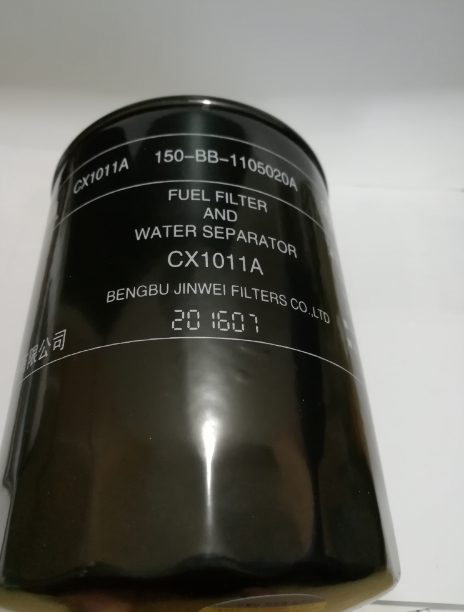 CX1011A 150-BB-1105020A
FUEL FILTER
AND
WATER SEPARATOR
CX1011A
BENGBU JINWEI FILTERS CO.,LTD
201607
限公司